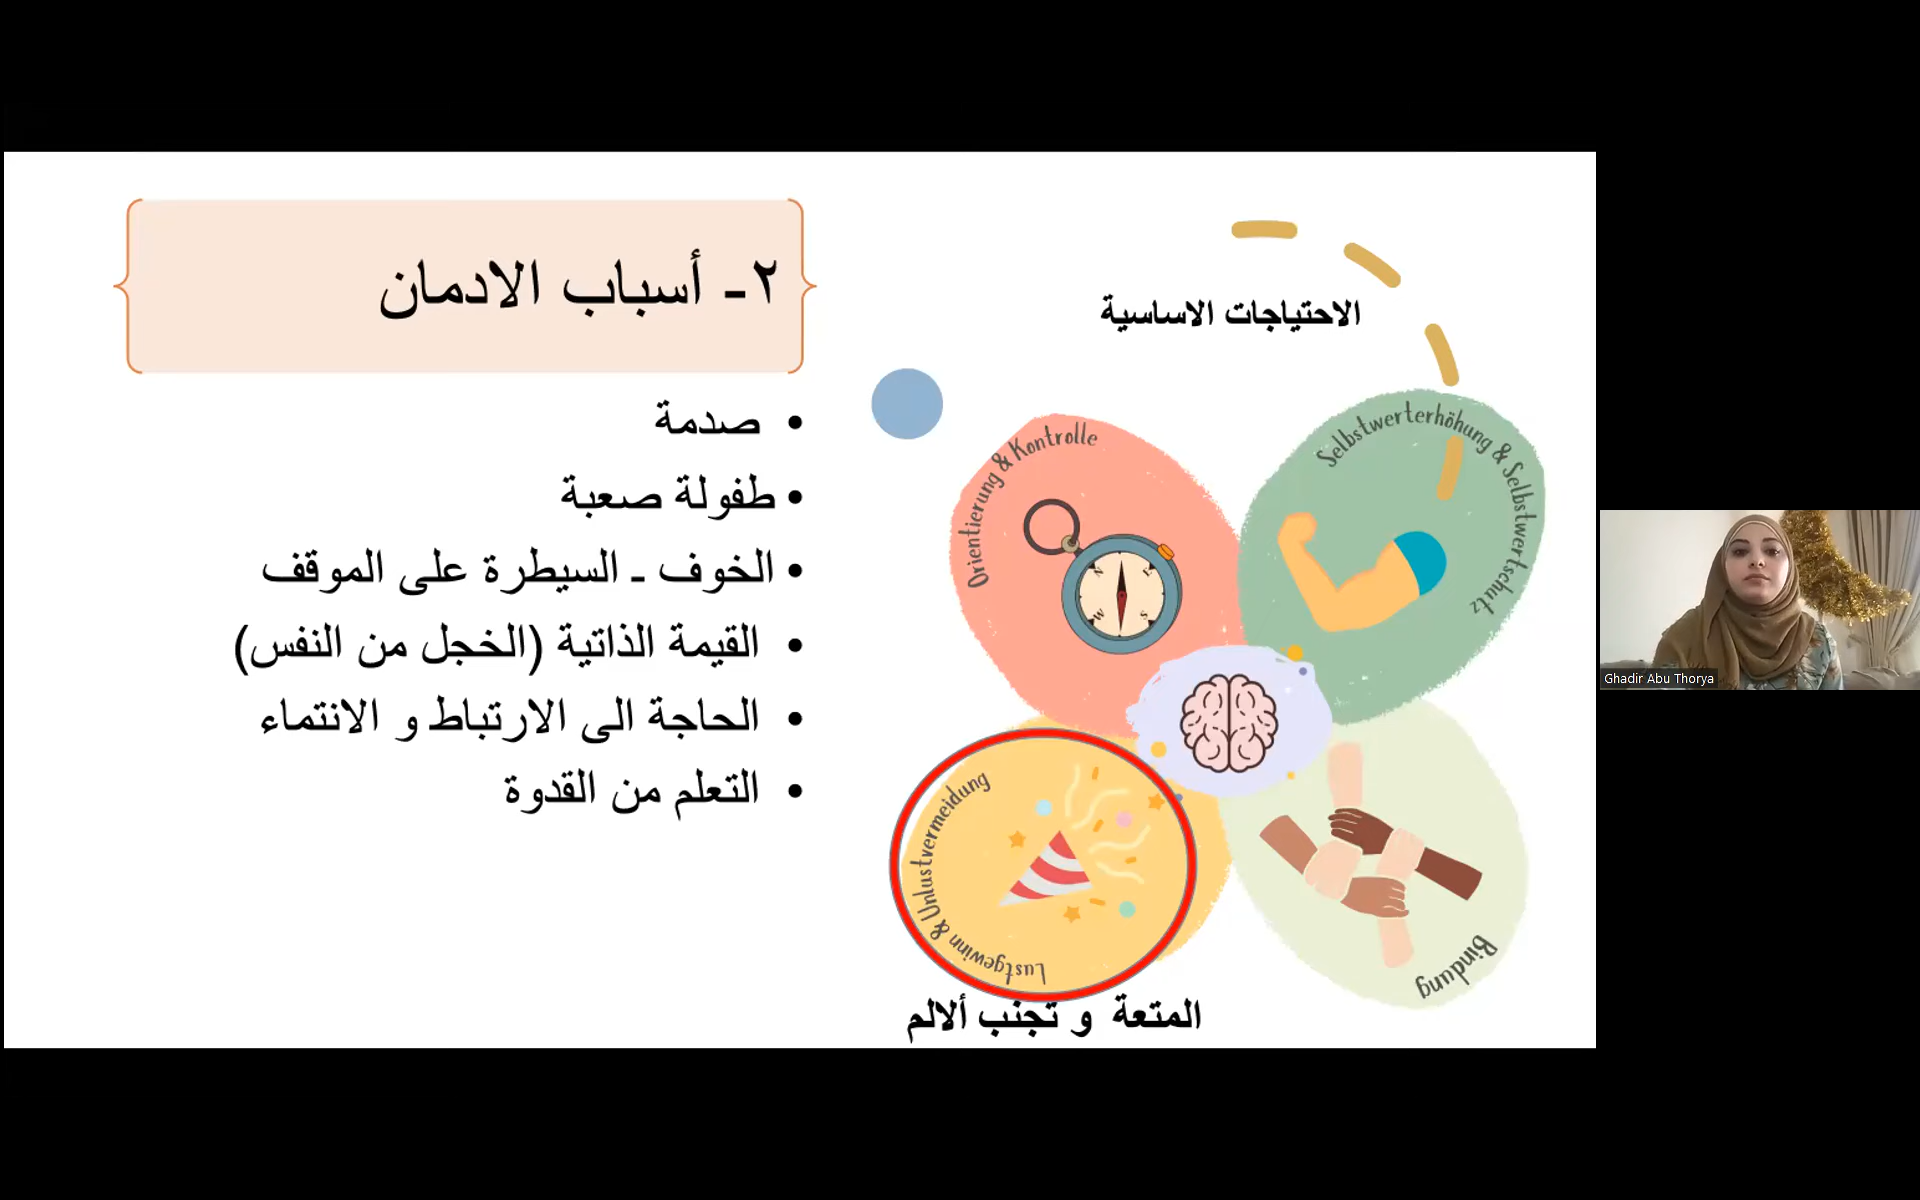 ٢- أسباب الادمان
• صدمة
• طفولة صعبة
• الخوف - السيطرة على الموقف
• القيمة الذاتية (الخجل من النفس)
• الحاجة الى الارتباط و الانتماء
• التعلم من القدوة
الاحتياجات الاساسية
Orientierung & Kontrolle
Selbstwerterhöhung & Selbstwertschutz
Lustgewinn & Unlustvermeidung
Bindung
المتعة و تجنب ألالم
Ghadir Abu Thorya